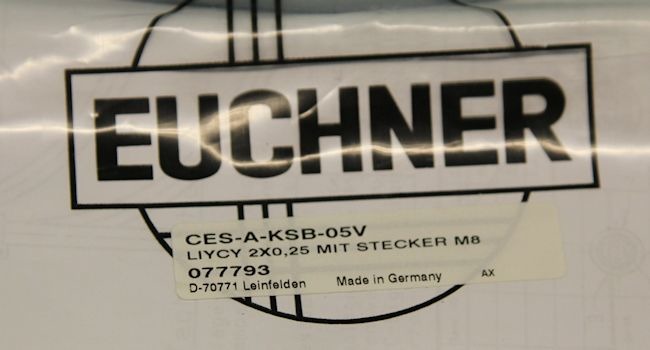 EUCHNER
CES-A-KSB-05V
LIYCY 2X0,25 MIT STECKER M8
077793
D-70771 Leinfelden Made in Germany AX